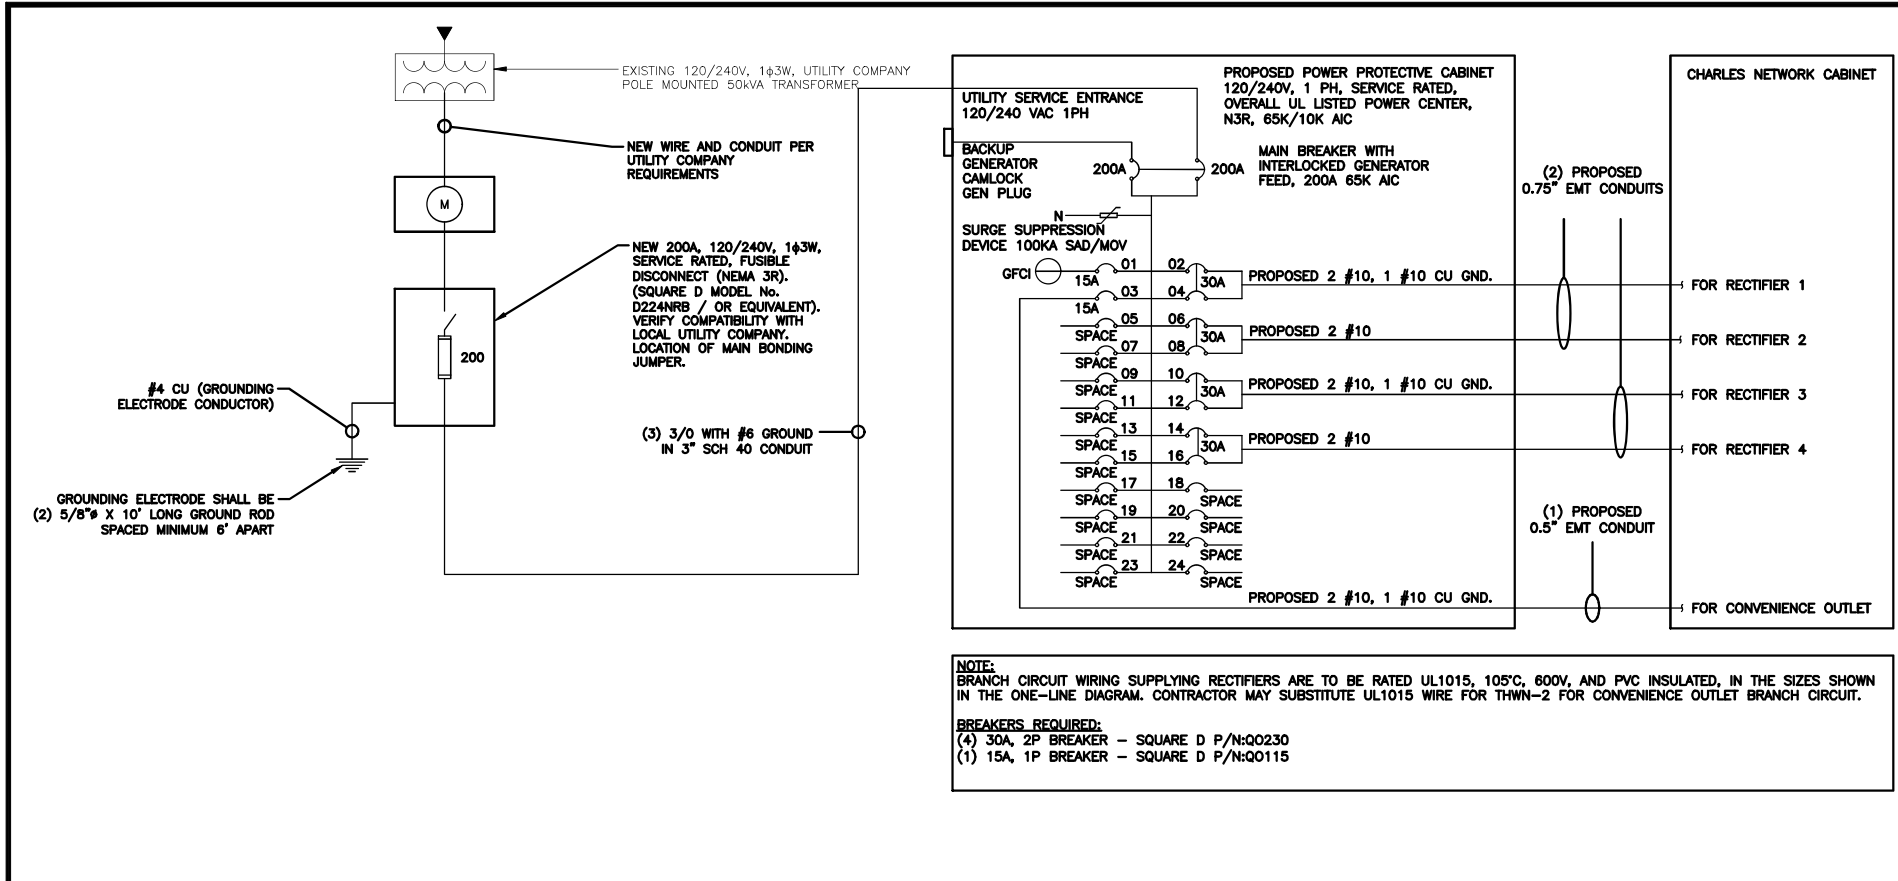 EXISTING 120/240V, 1ϕ3W, UTILITY COMPANY
POLE MOUNTED 50kVA TRANSFORMER
NEW WIRE AND CONDUIT PER
UTILITY COMPANY
REQUIREMENTS
M
NEW 200A, 120/240V, 1ϕ3W,
SERVICE RATED, FUSIBLE
DISCONNECT (NEMA 3R).
(SQUARE D MODEL No.
D224NRB / OR EQUIVALENT).
VERIFY COMPATIBILITY WITH
LOCAL UTILITY COMPANY.
LOCATION OF MAIN BONDING
JUMPER.
200
#4 CU (GROUNDING
ELECTRODE CONDUCTOR)
GROUNDING ELECTRODE SHALL BE
(2) 5/8"ø X 10' LONG GROUND ROD
SPACED MINIMUM 6' APART
(3) 3/0 WITH #6 GROUND
IN 3" SCH 40 CONDUIT
UTILITY SERVICE ENTRANCE
120/240 VAC 1PH
PROPOSED POWER PROTECTIVE CABINET
120/240V, 1 PH, SERVICE RATED,
OVERALL UL LISTED POWER CENTER,
N3R, 65K/10K AIC
BACKUP
GENERATOR
CAMLOCK
GEN PLUG
200A
200A
MAIN BREAKER WITH
INTERLOCKED GENERATOR
FEED, 200A 65K AIC
N
SURGE SUPPRESSION
DEVICE 100KA SAD/MOV
GFCI
15A
01
02
30A
PROPOSED 2 #10, 1 #10 CU GND.
15A
03
04
SPACE
05
06
30A
PROPOSED 2 #10
SPACE
07
08
SPACE
09
10
30A
PROPOSED 2 #10, 1 #10 CU GND.
SPACE
11
12
SPACE
13
14
30A
PROPOSED 2 #10
SPACE
15
16
SPACE
17
18
SPACE
SPACE
19
20
SPACE
SPACE
21
22
SPACE
SPACE
23
24
SPACE
PROPOSED 2 #10, 1 #10 CU GND.
(2) PROPOSED
0.75" EMT CONDUITS
(1) PROPOSED
0.5" EMT CONDUIT
CHARLES NETWORK CABINET
FOR RECTIFIER 1
FOR RECTIFIER 2
FOR RECTIFIER 3
FOR RECTIFIER 4
FOR CONVENIENCE OUTLET
NOTE:
BRANCH CIRCUIT WIRING SUPPLYING RECTIFIERS ARE TO BE RATED UL1015, 105°C, 600V, AND PVC INSULATED, IN THE SIZES SHOWN
IN THE ONE-LINE DIAGRAM. CONTRACTOR MAY SUBSTITUTE UL1015 WIRE FOR THWN-2 FOR CONVENIENCE OUTLET BRANCH CIRCUIT.
BREAKERS REQUIRED:
(4) 30A, 2P BREAKER – SQUARE D P/N:QO230
(1) 15A, 1P BREAKER – SQUARE D P/N:QO115